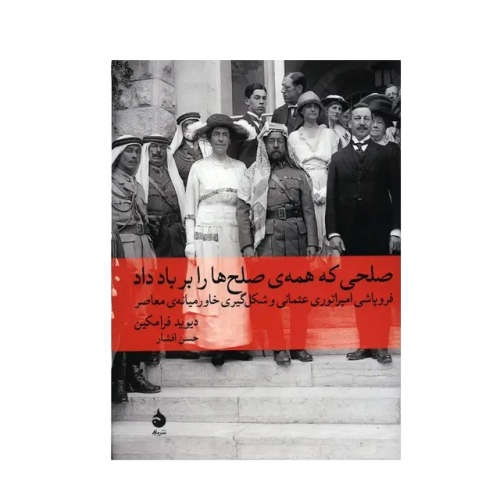 صلحی که همه‌ی صلح‌ها را بر باد داد
فروپاشی امپراتوری عثمانی و شکل‌گیری خاورمیانه‌ی معاصر
دیوید فرامکین
حسن افشار
نشرماهی